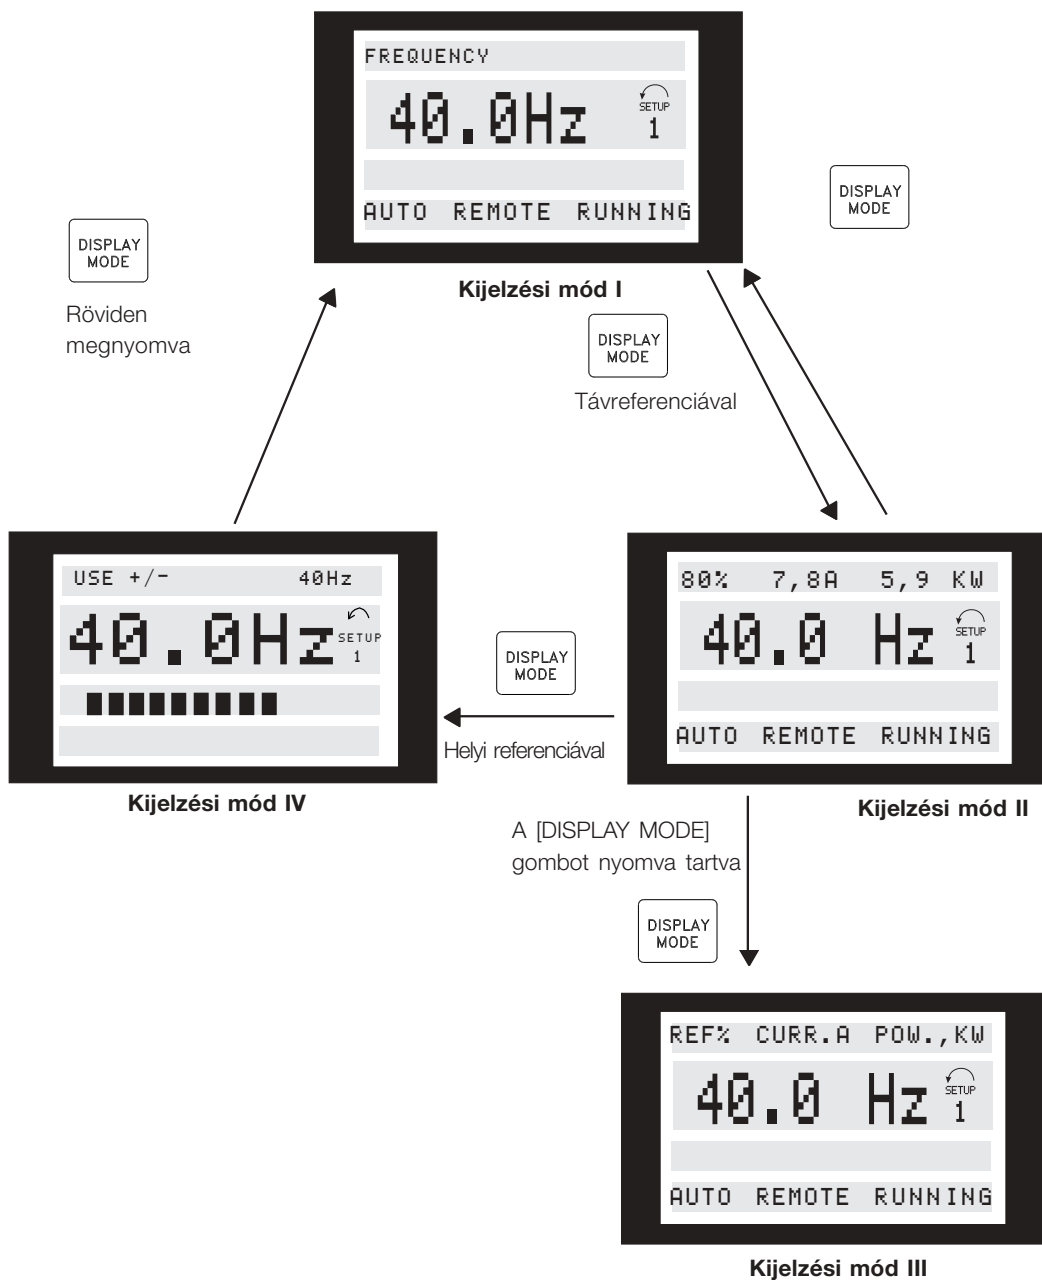 FREQUENCY
40.0Hz
SETUP
1
AUTO REMOTE RUNNING
Kijelzési mód I
DISPLAY
MODE
DISPLAY
MODE
Röviden
megnyomva
DISPLAY
MODE
Távreferenciával
USE +/- 40Hz
40.0Hz
SETUP
1
Kijelzési mód IV
DISPLAY
MODE
Helyi referenciával
80% 7,8A 5,9 KW
40.0 Hz
SETUP
1
AUTO REMOTE RUNNING
Kijelzési mód II
A [DISPLAY MODE]
gombot nyomva tartva
DISPLAY
MODE
REF% CURR.A POW.,KW
40.0 Hz
SETUP
1
AUTO REMOTE RUNNING
Kijelzési mód III